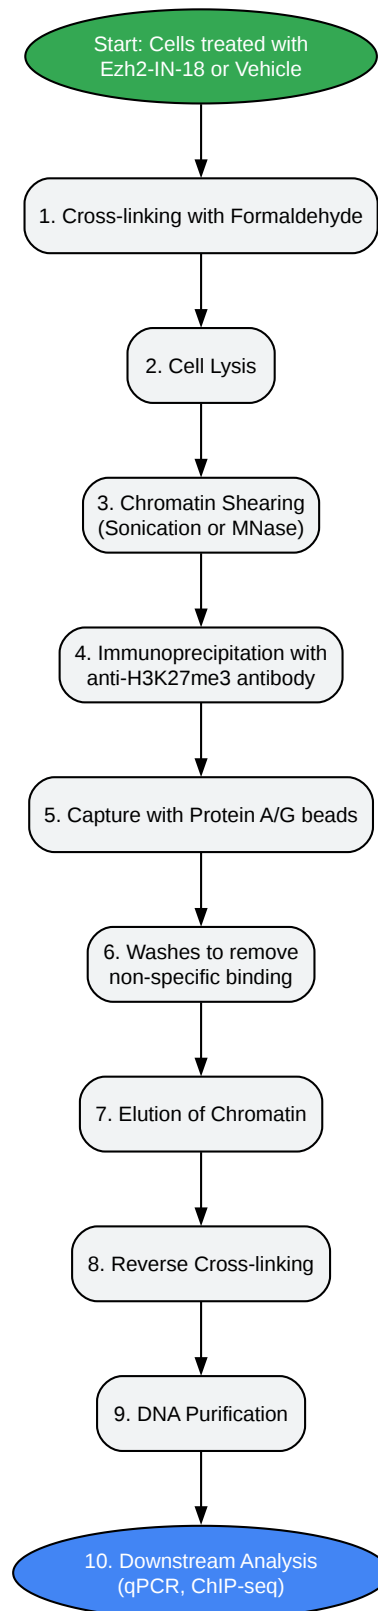 Start: Cells treated with
Ezh2-IN-18 or Vehicle
1. Cross-linking with Formaldehyde
2. Cell Lysis
3. Chromatin Shearing
(Sonication or MNase)
4. Immunoprecipitation with
anti-H3K27me3 antibody
5. Capture with Protein A/G beads
6. Washes to remove
non-specific binding
7. Elution of Chromatin
8. Reverse Cross-linking
9. DNA Purification
10. Downstream Analysis
(qPCR, ChIP-seq)